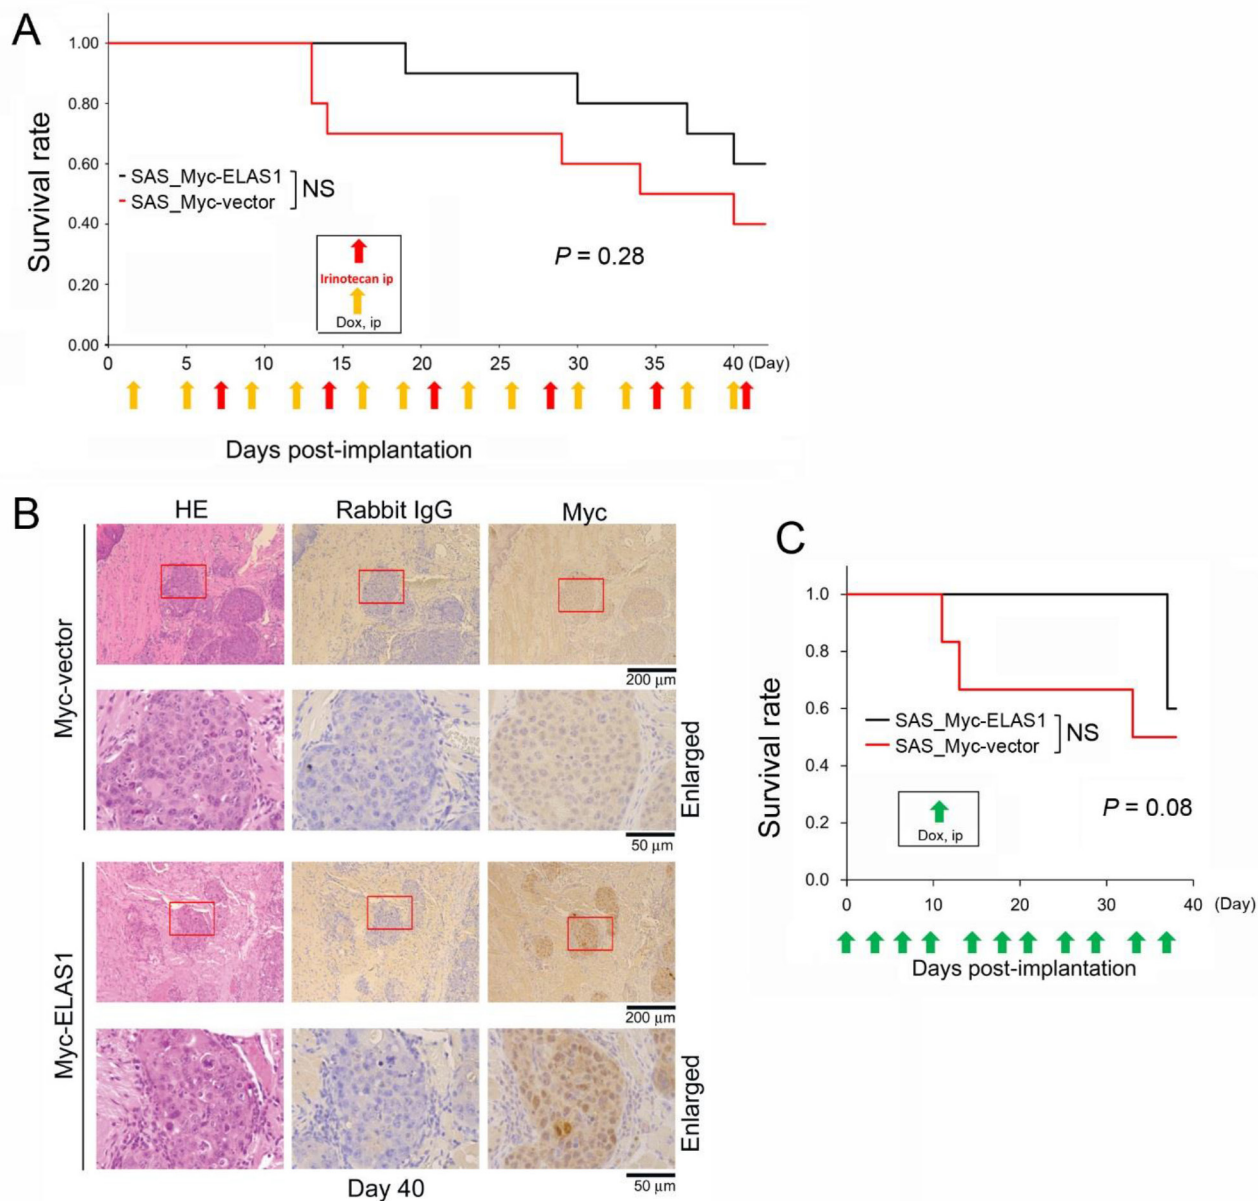 A
Survival rate
1.00
0.80
0.60
0.40
0.20
0.00
SAS_Myc-ELAS1
SAS_Myc-vector
NS
Irinotecan ip
Dox, ip
P = 0.28
0 5 10 15 20 25 30 35 40 (Day)
Days post-implantation
B
HE Rabbit IgG Myc
Myc-vector
200 μm
Enlarged
50 μm
Myc-ELAS1
200 μm
Enlarged
50 μm
Day 40
C
Survival rate
1.0
0.8
0.6
0.4
0.2
0.0
SAS_Myc-ELAS1
SAS_Myc-vector
NS
Dox, ip
P = 0.08
0 10 20 30 40 (Day)
Days post-implantation